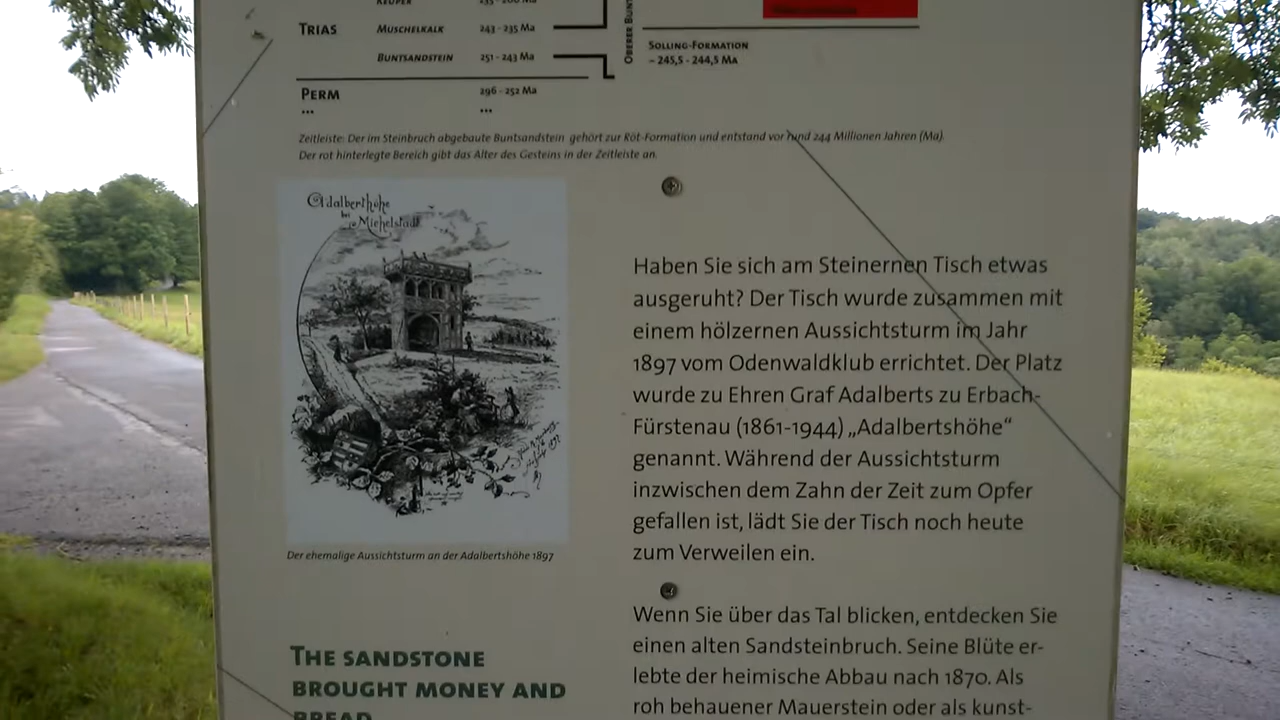 KEUPER
TRIAS MUSCHELKALK 243 - 235 Ma
BUNTSANDSTEIN 251 - 243 Ma
PERM 296 - 252 Ma
... ...
SOLLING-FORMATION
~ 245,5 - 244,5 Ma
Zeitleiste: Der im Steinbruch abgebaute Buntsandstein gehört zur Röt-Formation und entstand vor rund 244 Millionen Jahren (Ma).
Der rot hinterlegte Bereich gibt das Alter des Gesteins in der Zeitleiste an.
Adalberthöhe
bei
Michelstadt
Der ehemalige Aussichtsturm an der Adalbertshöhe 1897
THE SANDSTONE
BROUGHT MONEY AND
BREAD
Haben Sie sich am Steinernen Tisch etwas
ausgeruht? Der Tisch wurde zusammen mit
einem hölzernen Aussichtsturm im Jahr
1897 vom Odenwaldklub errichtet. Der Platz
wurde zu Ehren Graf Adalberts zu Erbach-
Fürstenau (1861-1944) „Adalbertshöhe“
genannt. Während der Aussichtsturm
inzwischen dem Zahn der Zeit zum Opfer
gefallen ist, lädt Sie der Tisch noch heute
zum Verweilen ein.
Wenn Sie über das Tal blicken, entdecken Sie
einen alten Sandsteinbruch. Seine Blüte er-
lebte der heimische Abbau nach 1870. Als
roh behauener Mauerstein oder als kunst-